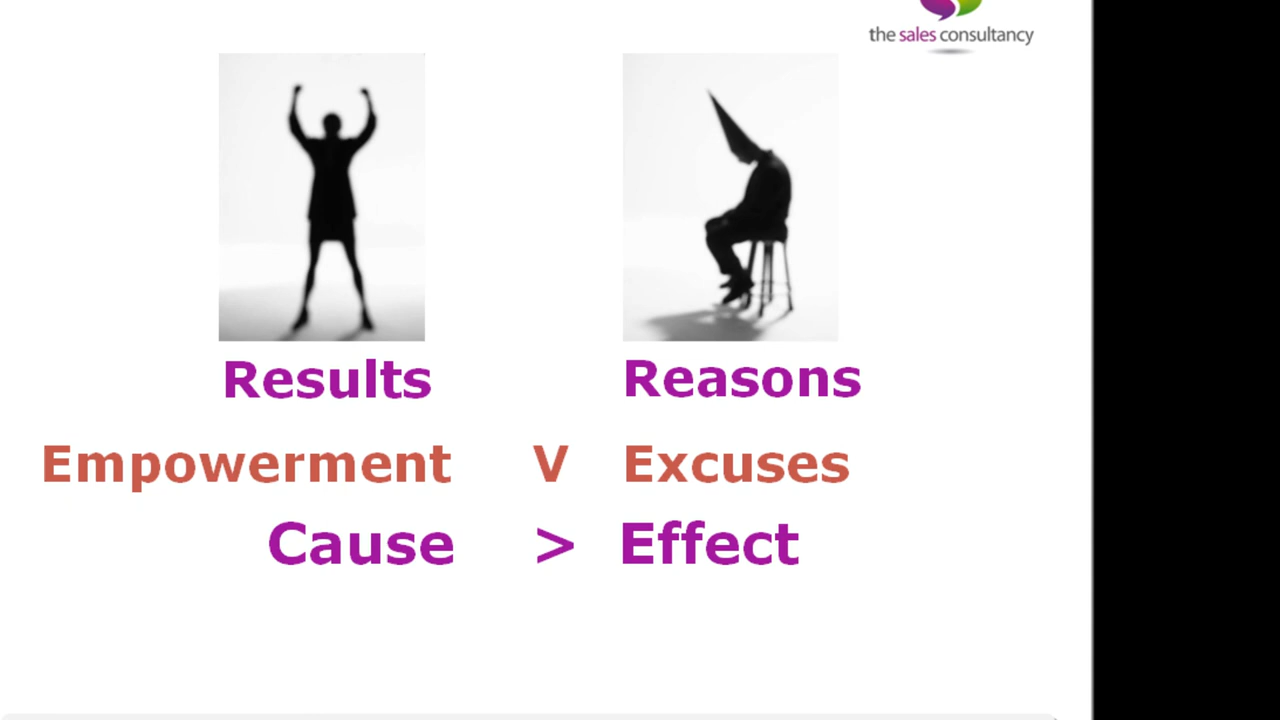 the sales consultancy
Results Reasons
Empowerment V Excuses
Cause > Effect